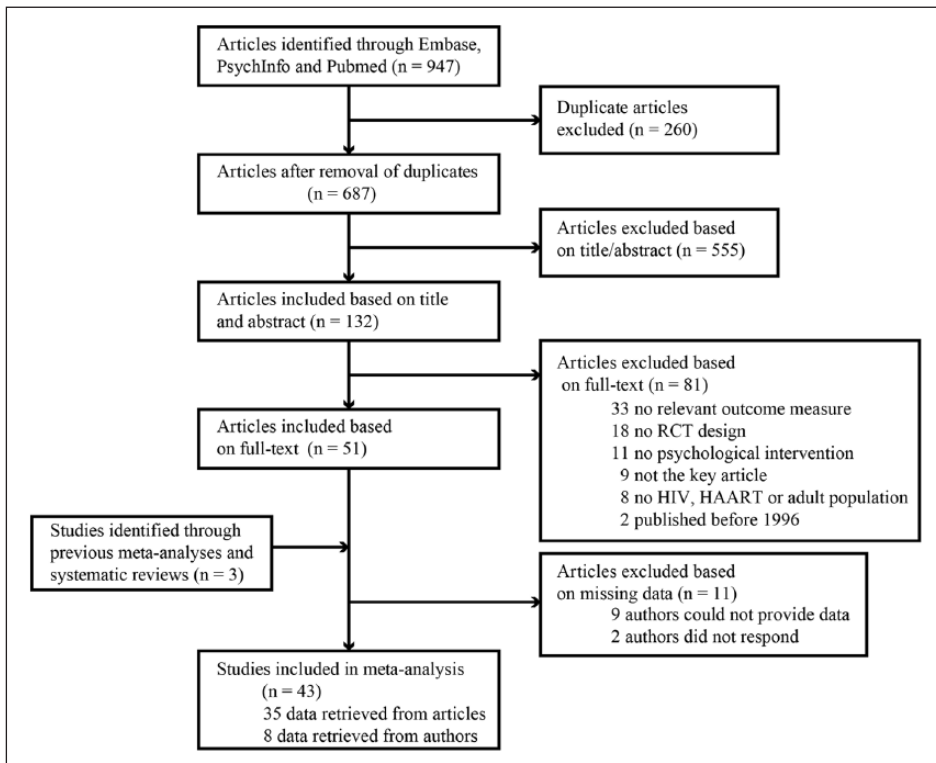 Articles identified through Embase,
PsychInfo and Pubmed (n = 947)
Duplicate articles
excluded (n = 260)
Articles after removal of duplicates
(n = 687)
Articles excluded based
on title/abstract (n = 555)
Articles included based on title
and abstract (n = 132)
Articles excluded based
on full-text (n = 81)
33 no relevant outcome measure
18 no RCT design
11 no psychological intervention
9 not the key article
8 no HIV, HAART or adult population
2 published before 1996
Articles included based
on full-text (n = 51)
Studies identified through
previous meta-analyses and
systematic reviews (n = 3)
Articles excluded based
on missing data (n = 11)
9 authors could not provide data
2 authors did not respond
Studies included in meta-analysis
(n = 43)
35 data retrieved from articles
8 data retrieved from authors